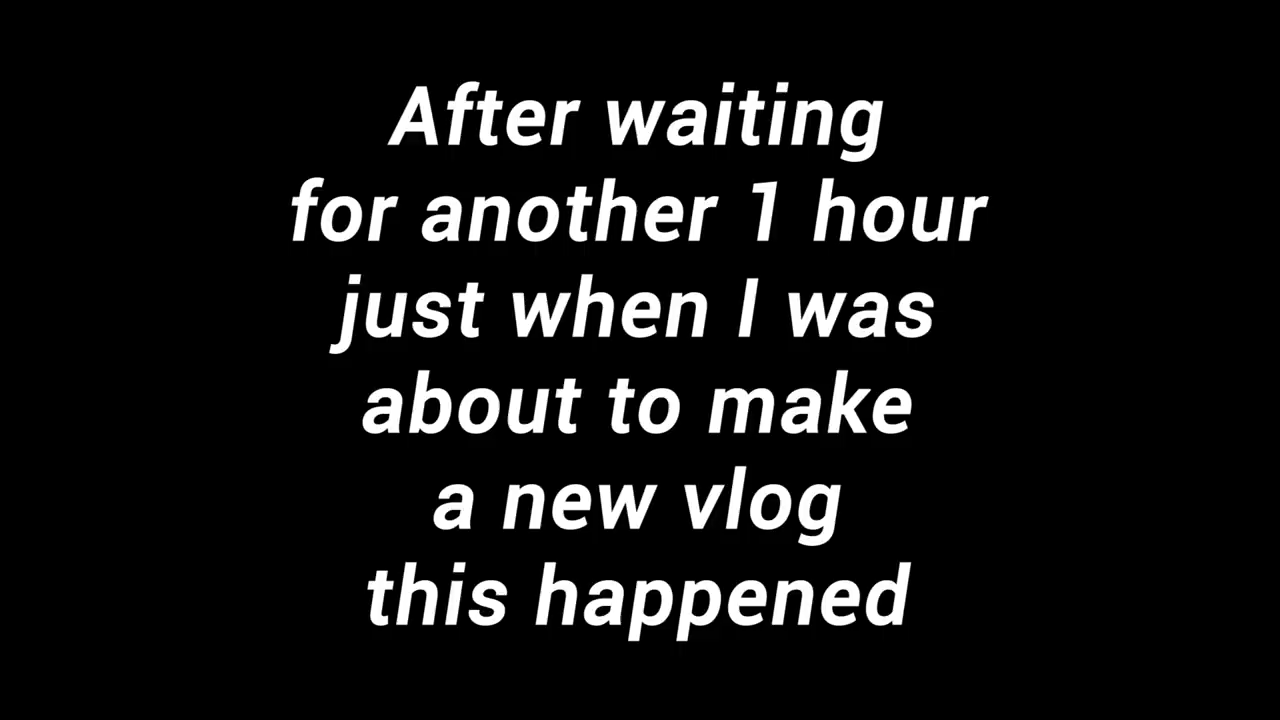 After waiting
for another 1 hour
just when I was
about to make
a new vlog
this happened